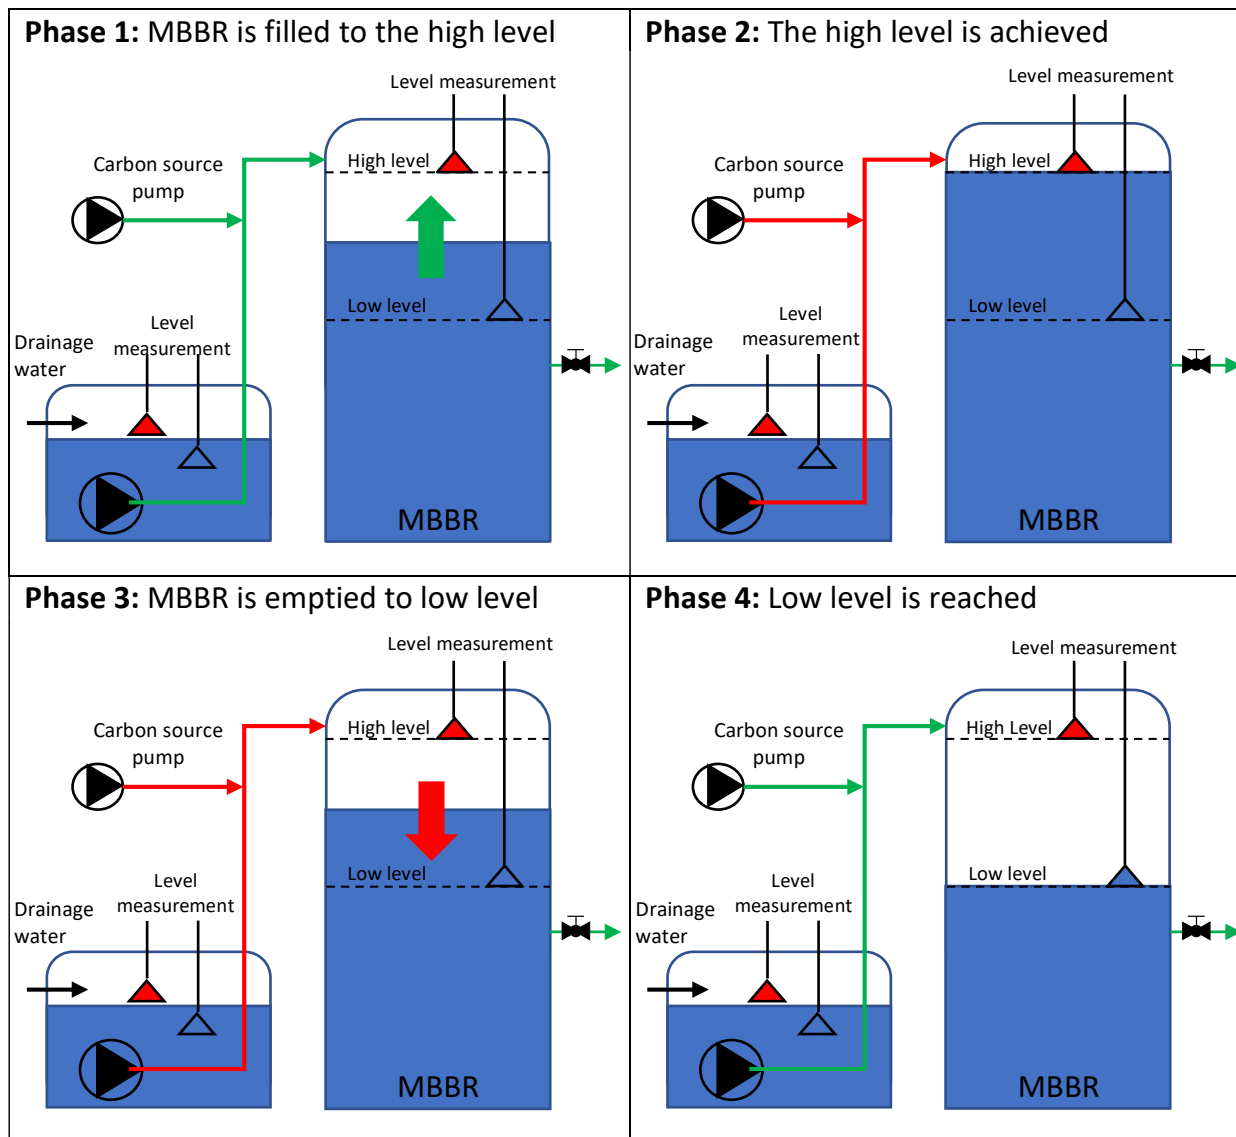 Phase 1: MBBR is filled to the high level
Level measurement
High level
Carbon source
pump
Low level
Level
measurement
Drainage
water
MBBR
Phase 2: The high level is achieved
Level measurement
High level
Carbon source
pump
Low level
Level
measurement
Drainage
water
MBBR
Phase 3: MBBR is emptied to low level
Level measurement
High level
Carbon source
pump
Low level
Level
measurement
Drainage
water
MBBR
Phase 4: Low level is reached
Level measurement
High Level
Carbon source
pump
Low level
Level
measurement
Drainage
water
MBBR